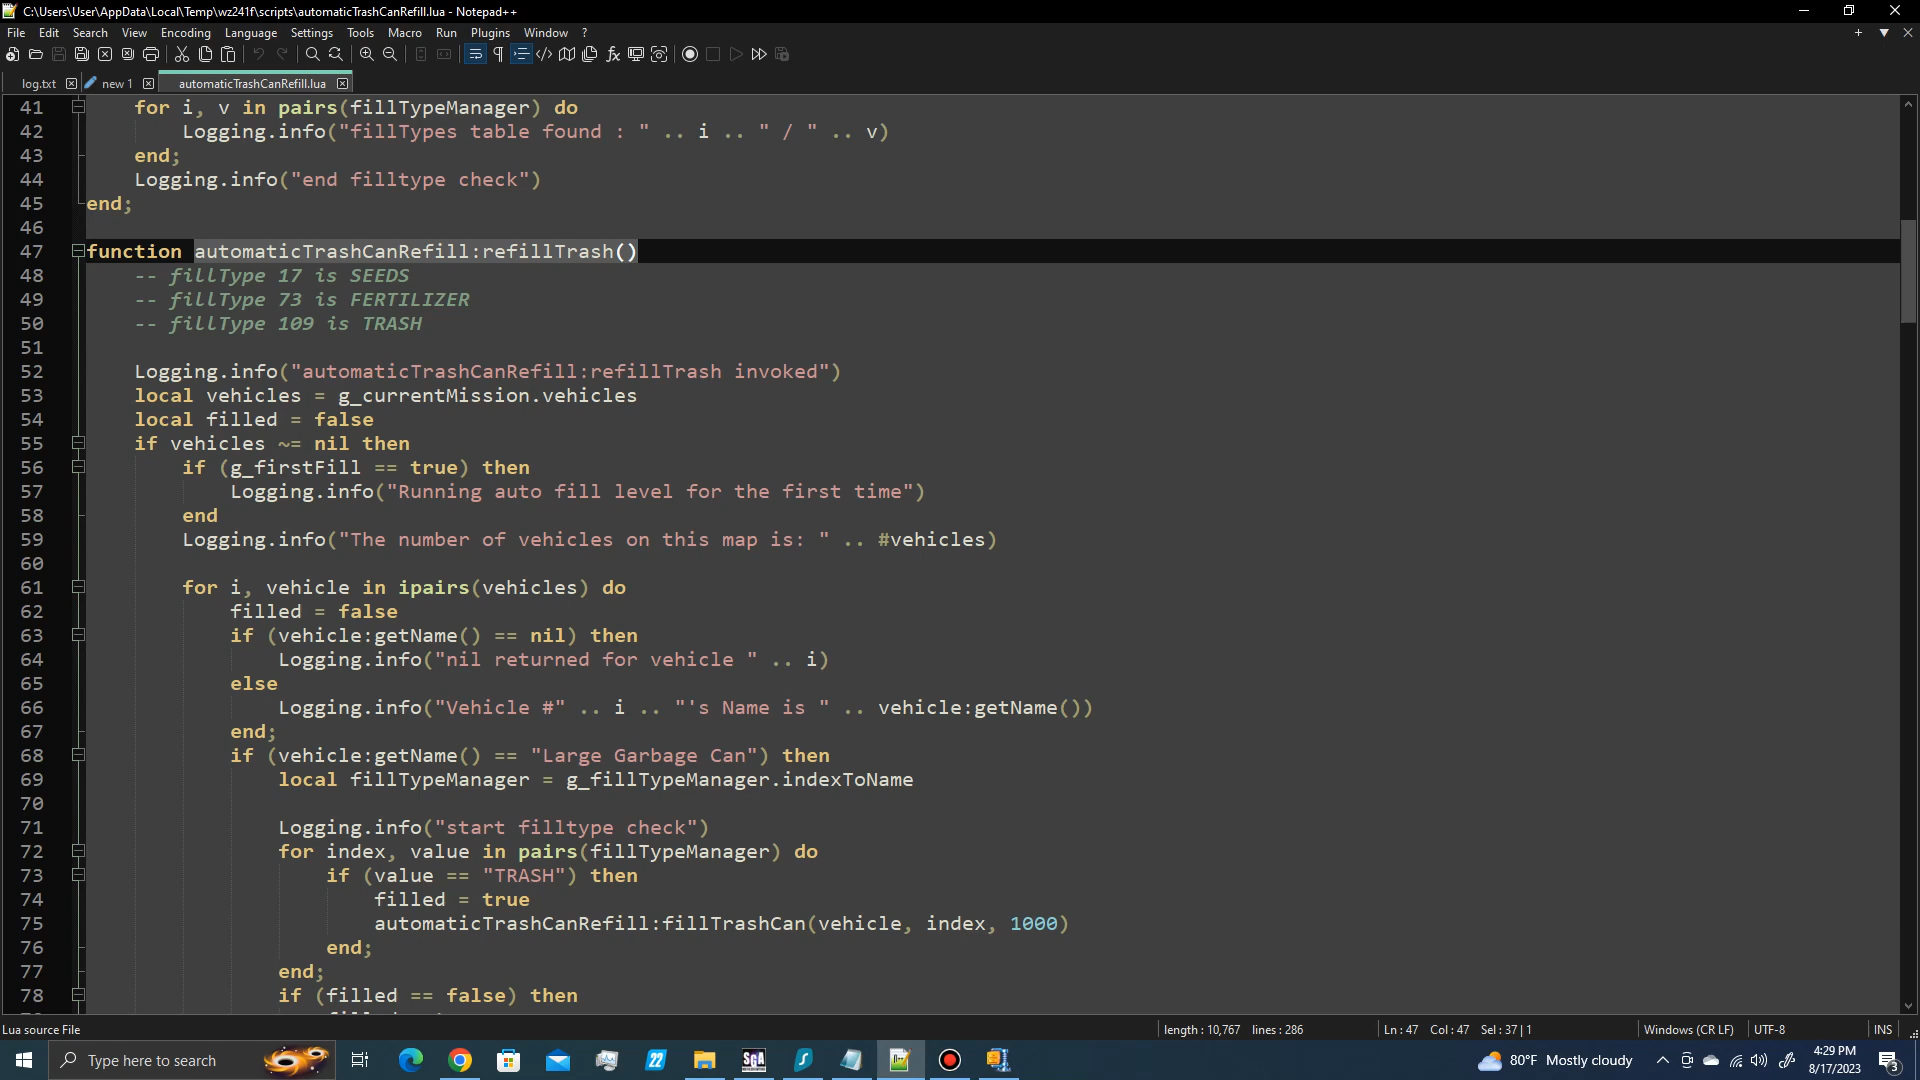 C:\Users\User\AppData\Local\Temp\wz241f\scripts\automaticTrashCanRefill.lua - Notepad++
File Edit Search View Encoding Language Settings Tools Macro Run Plugins Window ?
log.txt new 1 automaticTrashCanRefill.lua
41 for i, v in pairs(fillTypeManager) do
42 Logging.info("fillTypes table found : " .. i .. " / " .. v)
43 end;
44 Logging.info("end filltype check")
45 end;
46
47 function automaticTrashCanRefill:refillTrash()
48 -- fillType 17 is SEEDS
49 -- fillType 73 is FERTILIZER
50 -- fillType 109 is TRASH
51
52 Logging.info("automaticTrashCanRefill:refillTrash invoked")
53 local vehicles = g_currentMission.vehicles
54 local filled = false
55 if vehicles ~= nil then
56 if (g_firstFill == true) then
57 Logging.info("Running auto fill level for the first time")
58 end
59 Logging.info("The number of vehicles on this map is: " .. #vehicles)
60
61 for i, vehicle in ipairs(vehicles) do
62 filled = false
63 if (vehicle:getName() == nil) then
64 Logging.info("nil returned for vehicle " .. i)
65 else
66 Logging.info("Vehicle #" .. i .. "'s Name is " .. vehicle:getName())
67 end;
68 if (vehicle:getName() == "Large Garbage Can") then
69 local fillTypeManager = g_fillTypeManager.indexToName
70
71 Logging.info("start filltype check")
72 for index, value in pairs(fillTypeManager) do
73 if (value == "TRASH") then
74 filled = true
75 automaticTrashCanRefill:fillTrashCan(vehicle, index, 1000)
76 end;
77 end;
78 if (filled == false) then
Lua source File length : 10,767 lines : 286 Ln : 47 Col : 47 Sel : 37 | 1 Windows (CR LF) UTF-8 INS
Type here to search 22 SGA 80°F Mostly cloudy 4:29 PM
8/17/2023 3